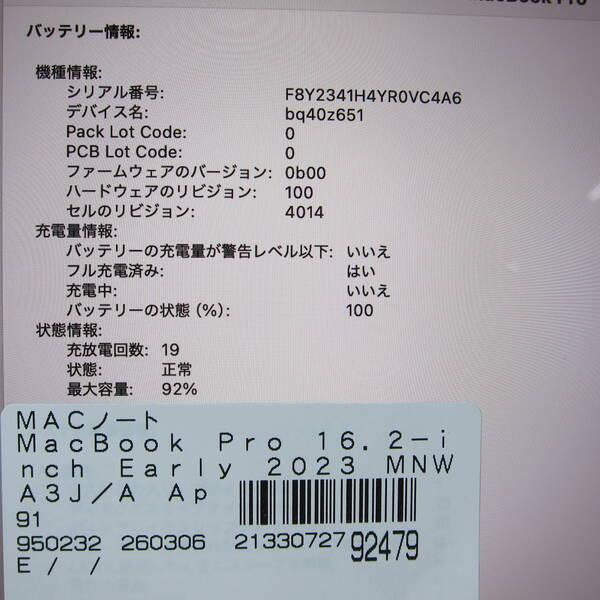 MacBook Pro
バッテリー情報:
機種情報:
シリアル番号: F8Y2341H4YR0VC4A6
デバイス名: bq40z651
Pack Lot Code: 0
PCB Lot Code: 0
ファームウェアのバージョン: 0b00
ハードウェアのリビジョン: 100
セルのリビジョン: 4014
充電量情報:
バッテリーの充電量が警告レベル以下: いいえ
フル充電済み: はい
充電中: いいえ
バッテリーの状態 (%): 100
状態情報:
充放電回数: 19
状態: 正常
最大容量: 92%
MACノート
MacBook Pro 16.2-i
nch Early 2023 MNW
A3J/A Ap
91
950232 260306 21330727 92479
E / /